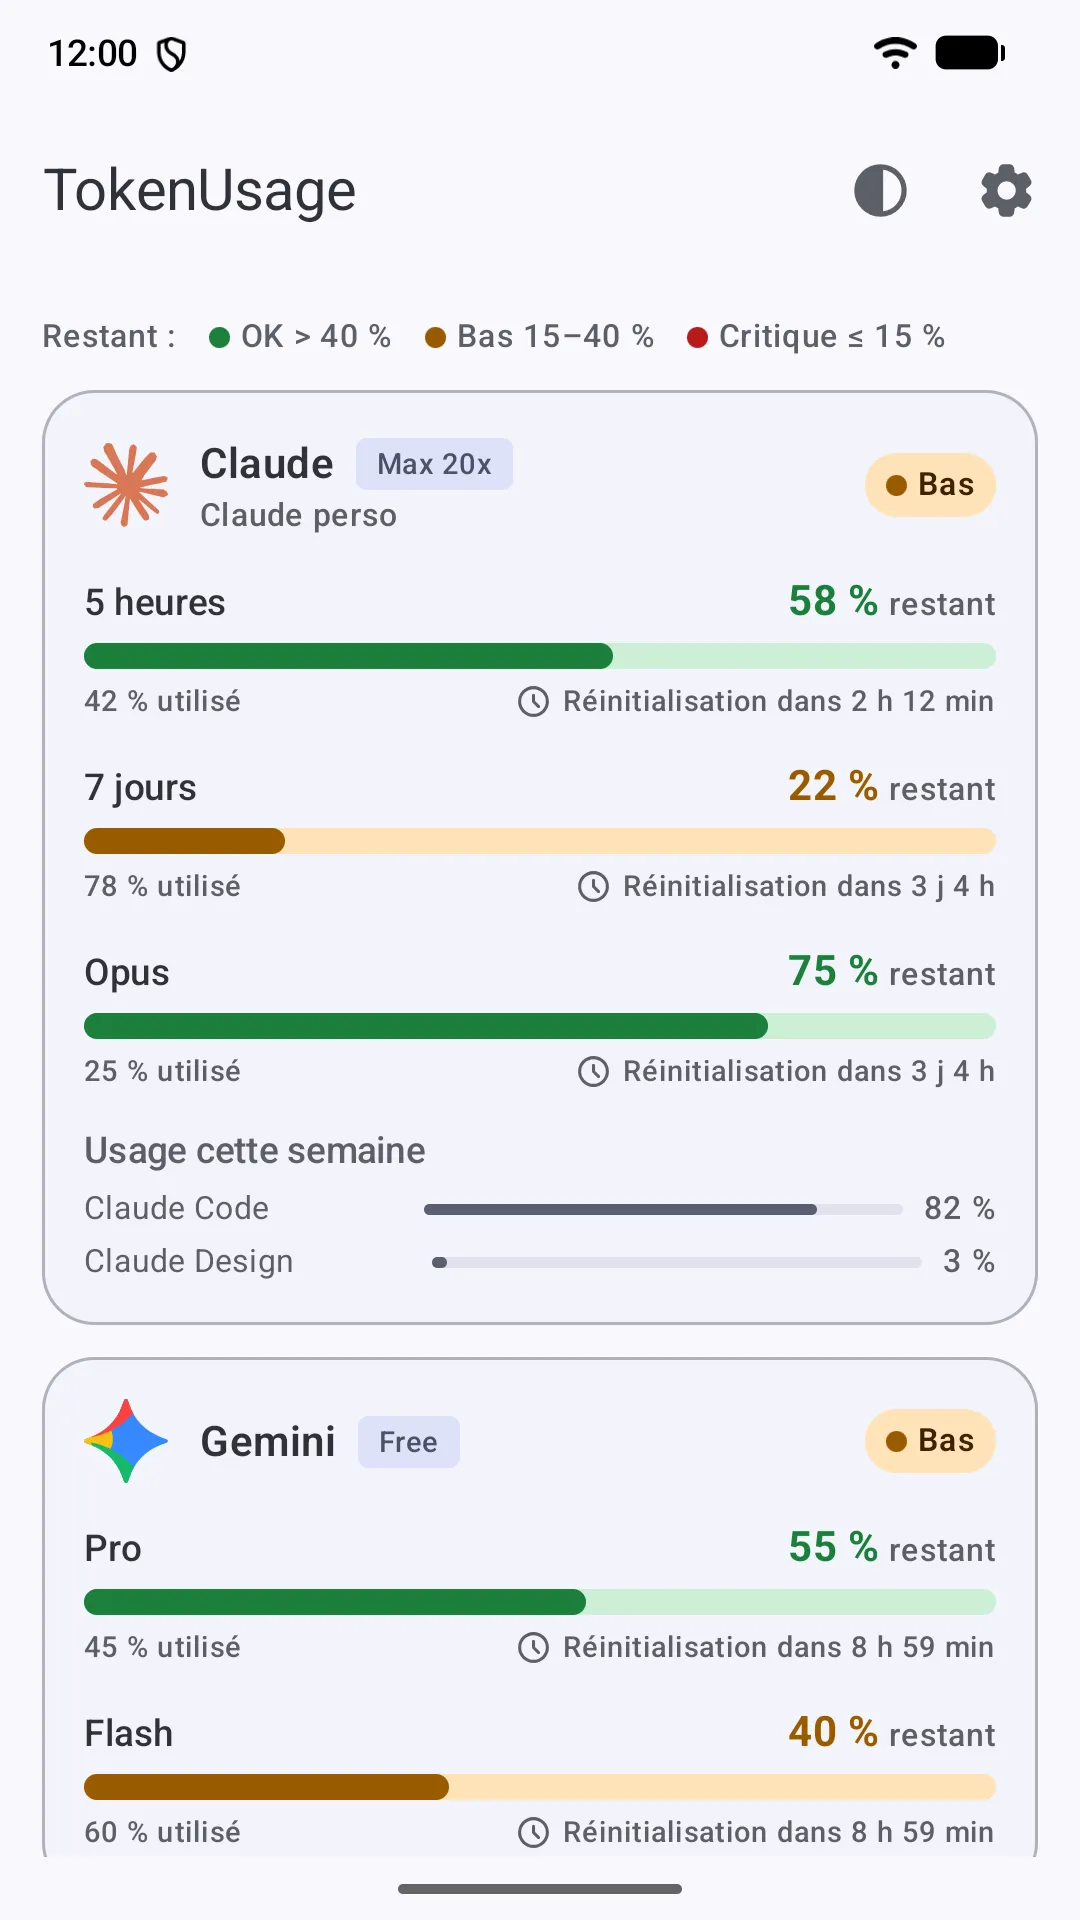 12:00
TokenUsage
Restant : OK > 40 % Bas 15–40 % Critique ≤ 15 %
Claude Max 20x
Claude perso
Bas
5 heures 58 % restant
42 % utilisé Réinitialisation dans 2 h 12 min
7 jours 22 % restant
78 % utilisé Réinitialisation dans 3 j 4 h
Opus 75 % restant
25 % utilisé Réinitialisation dans 3 j 4 h
Usage cette semaine
Claude Code 82 %
Claude Design 3 %
Gemini Free Bas
Pro 55 % restant
45 % utilisé Réinitialisation dans 8 h 59 min
Flash 40 % restant
60 % utilisé Réinitialisation dans 8 h 59 min